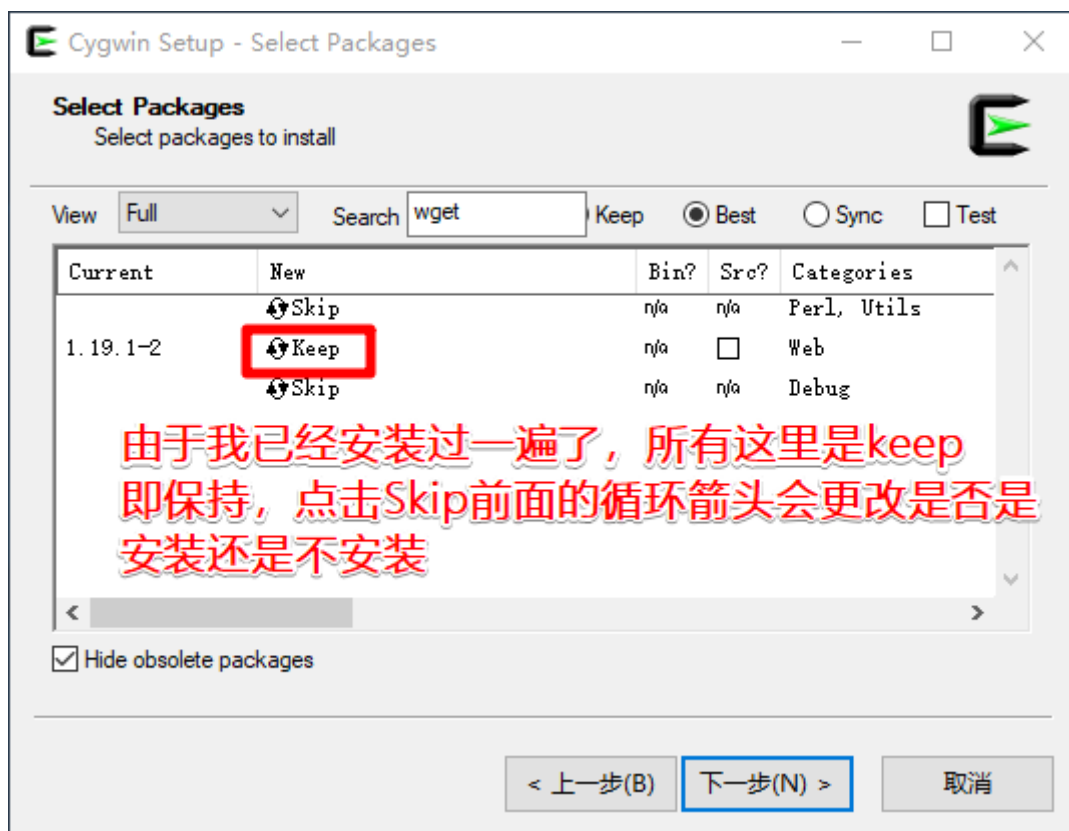 Cygwin Setup - Select Packages
Select Packages
Select packages to install
View Full Search wget Keep Best Sync Test
Current New Bin? Src? Categories
Skip n/a n/a Perl, Utils
1.19.1-2 Keep n/a Web
Skip n/a n/a Debug
由于我已经安装过一遍了，所有这里是keep
即保持，点击Skip前面的循环箭头会更改是否是
安装还是不安装
Hide obsolete packages
< 上一步(B) 下一步(N) > 取消